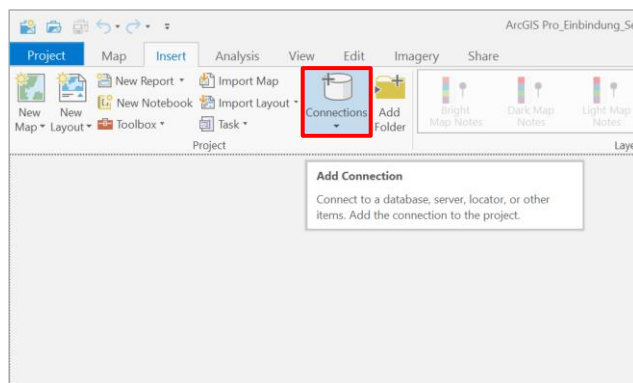 ArcGIS Pro_Einbindung_Se
Project Map Insert Analysis View Edit Imagery Share
New Report Import Map
New Notebook Import Layout
Toolbox Task
New Map New Layout Connections Add Folder Bright Map Notes Dark Map Notes Light Map Notes
Project Laye
Add Connection
Connect to a database, server, locator, or other
items. Add the connection to the project.